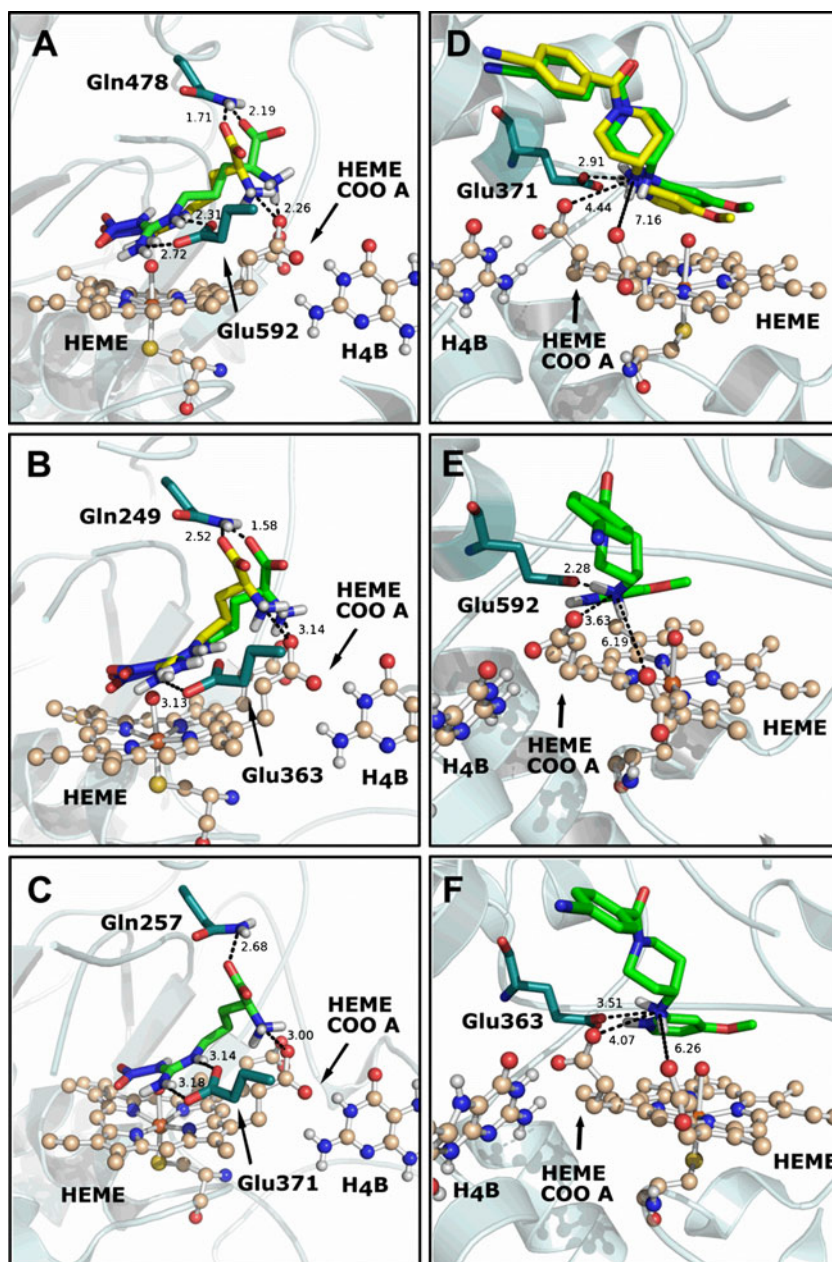 A
Gln478
1.71
2.19
HEME
COO A
2.31
2.26
2.72
Glu592
HEME
H4B
B
Gln249
2.52
1.58
HEME
COO A
3.14
3.13
Glu363
HEME
H4B
C
Gln257
2.68
HEME
COO A
3.00
3.14
3.18
Glu371
HEME
H4B
D
2.91
Glu371
4.44
7.16
H4B
HEME
COO A
HEME
E
2.28
Glu592
3.63
6.19
HEME
H4B
HEME
COO A
F
3.51
Glu363
4.07
6.26
H4B
HEME
COO A
HEME